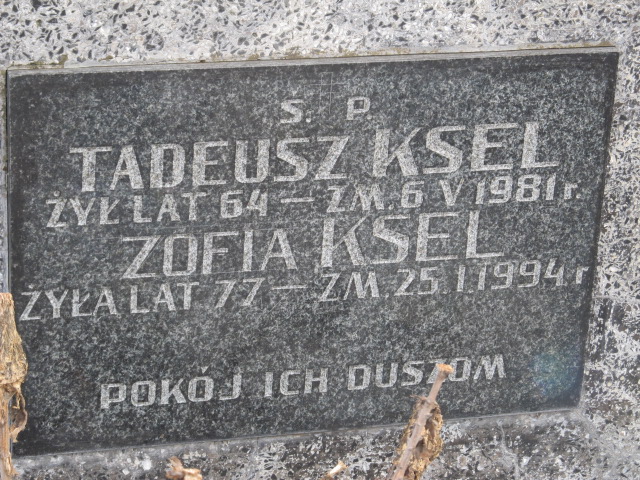 Ś. P
TADEUSZ KSEL
ŻYŁ LAT 64 — ZM. 6 V 1981 r.
ZOFIA KSEL
ŻYŁA LAT 77 — ZM. 25. I. 1994 r
POKÓJ ICH DUSZOM